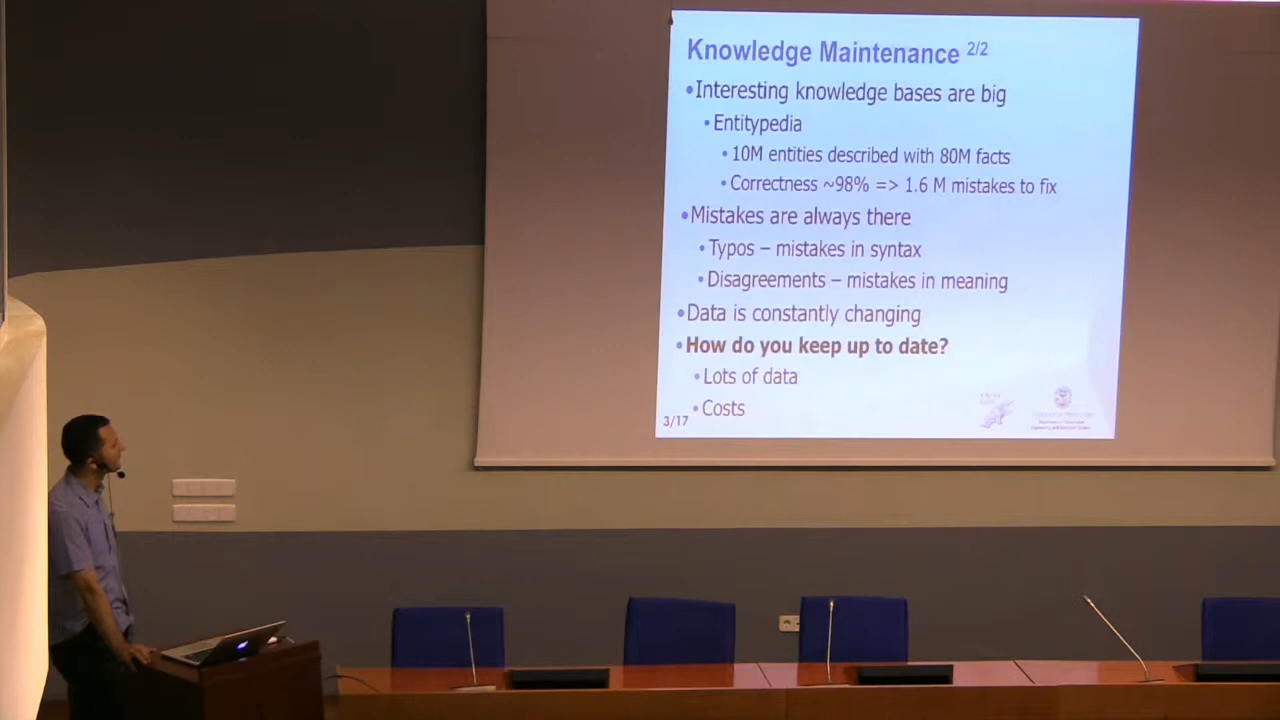 Knowledge Maintenance 2/2
•Interesting knowledge bases are big
•Entitypedia
•10M entities described with 80M facts
•Correctness ~98% => 1.6 M mistakes to fix
•Mistakes are always there
•Typos – mistakes in syntax
•Disagreements – mistakes in meaning
•Data is constantly changing
•How do you keep up to date?
•Lots of data
•Costs
3/17